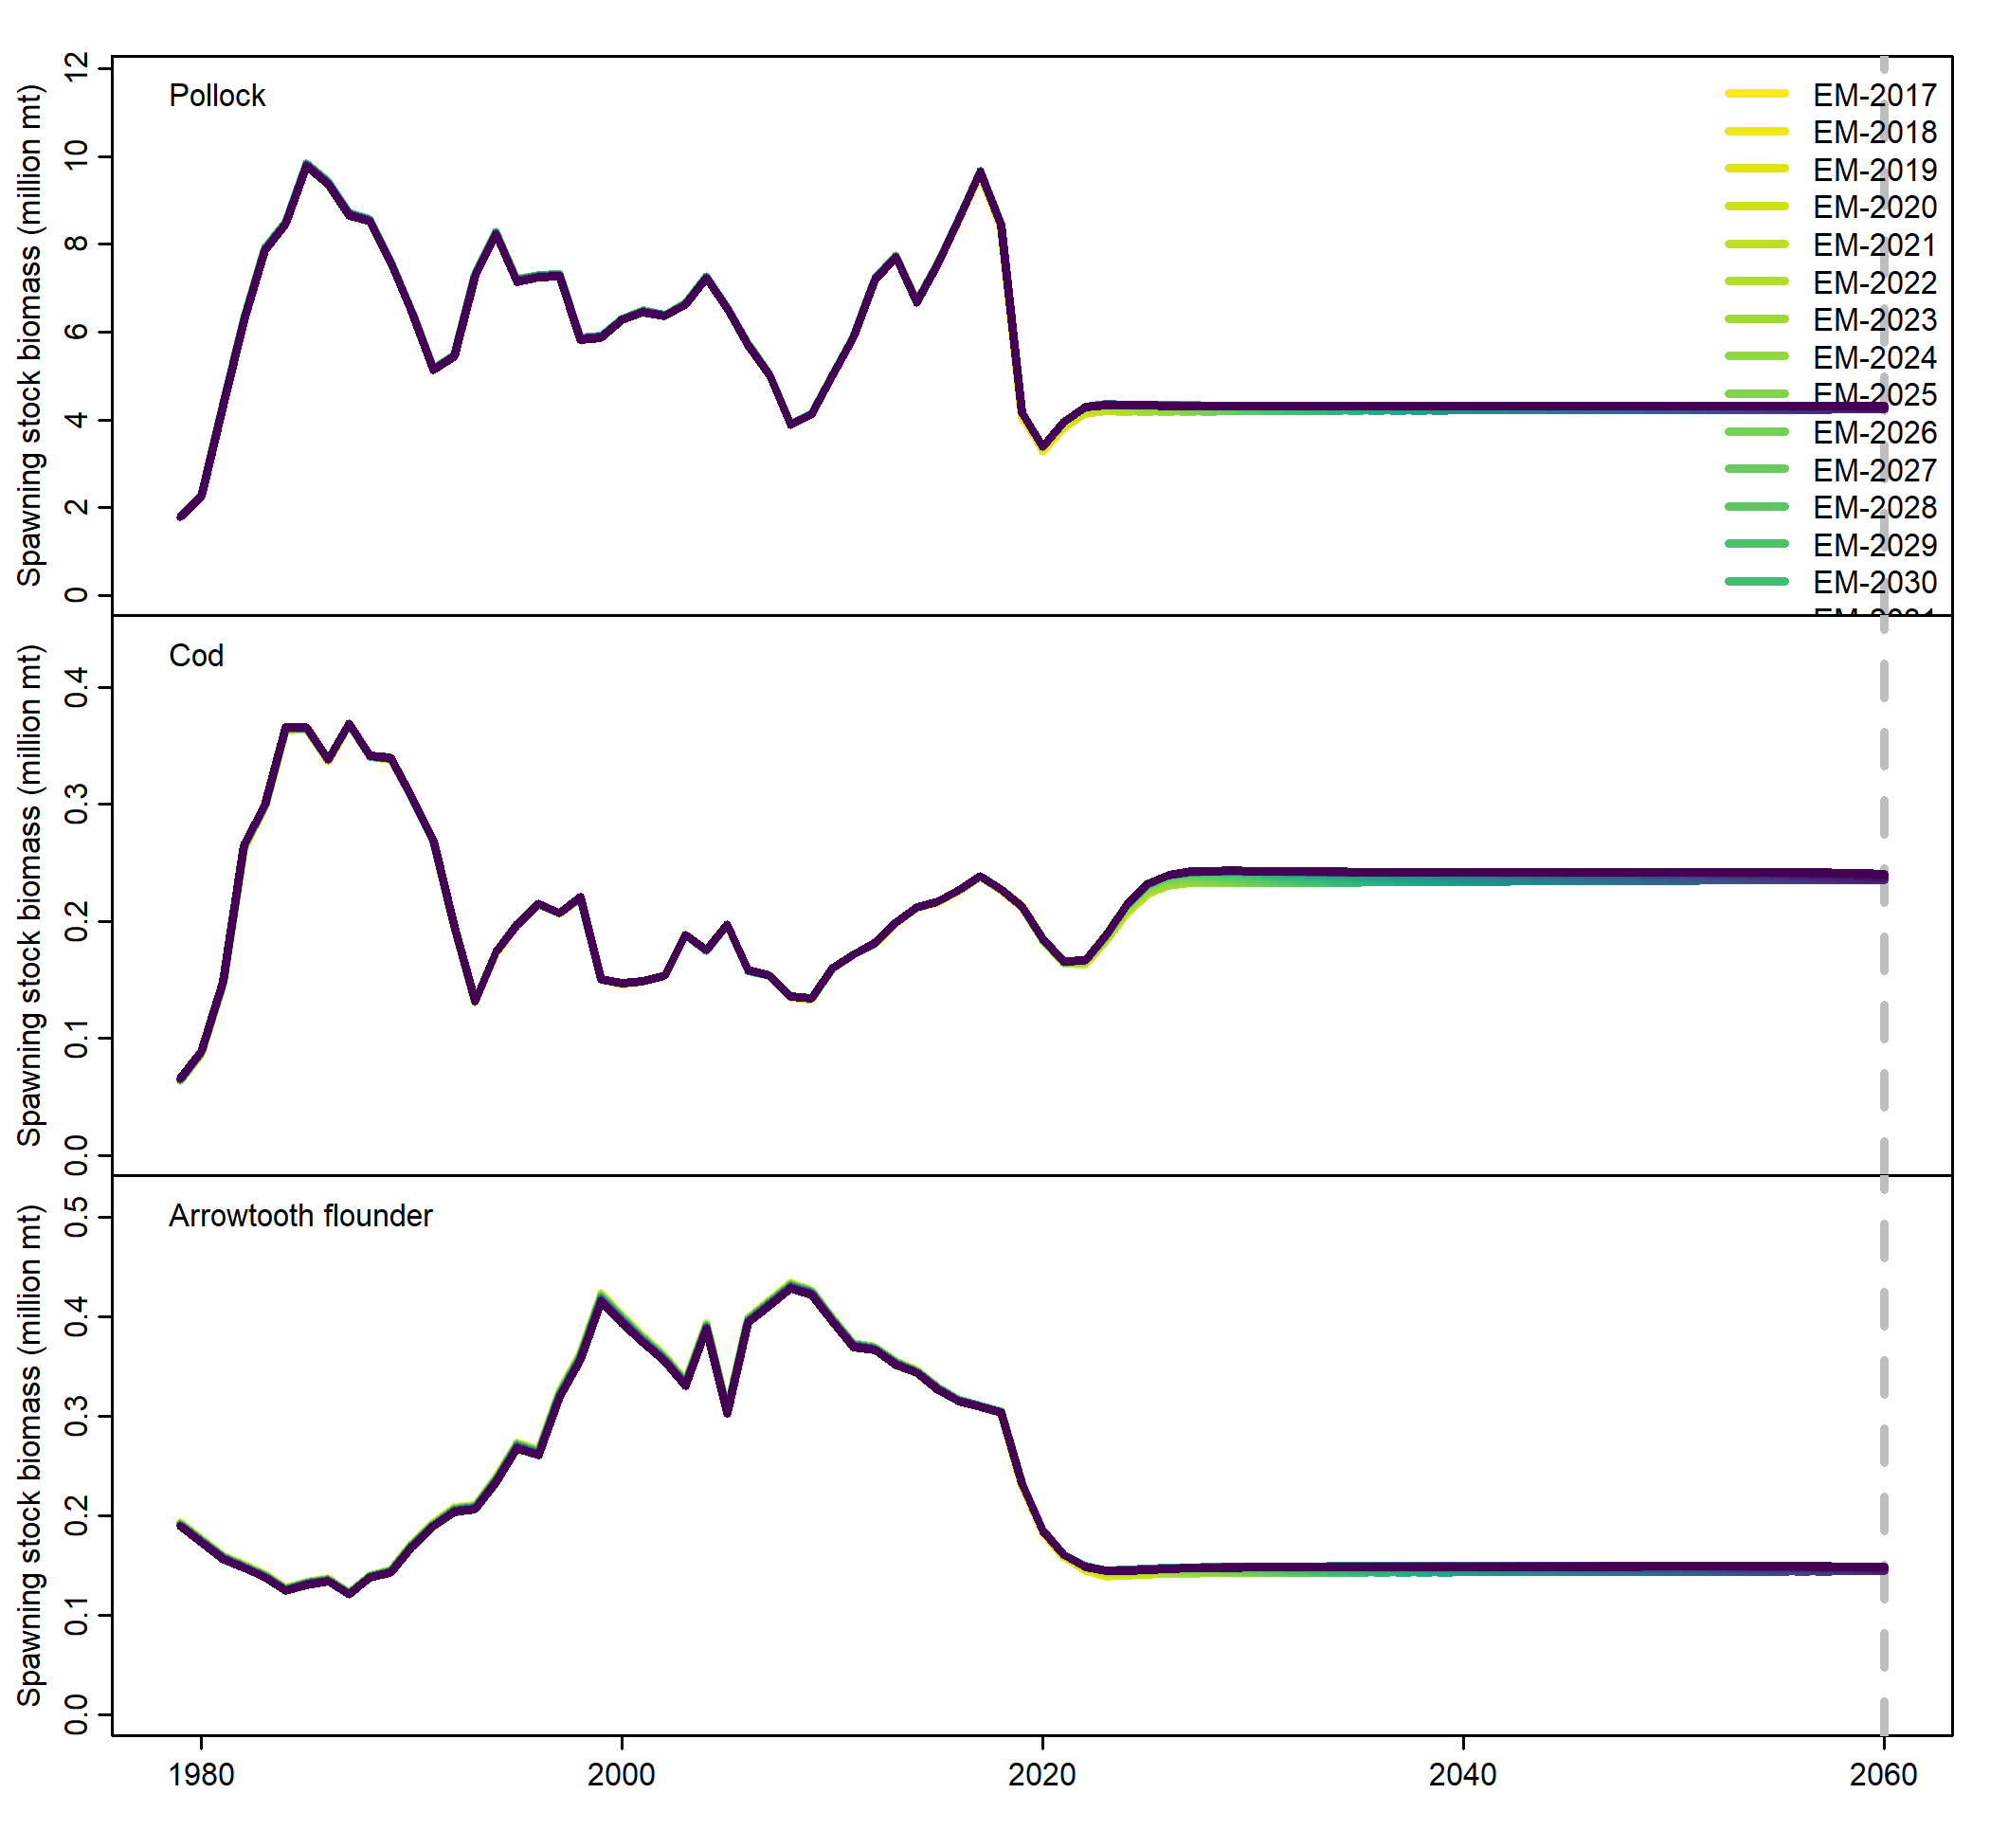 Spawning stock biomass (million mt)
12
10
8
6
4
2
0
Pollock
EM-2017
EM-2018
EM-2019
EM-2020
EM-2021
EM-2022
EM-2023
EM-2024
EM-2025
EM-2026
EM-2027
EM-2028
EM-2029
EM-2030
Spawning stock biomass (million mt)
0.4
0.3
0.2
0.1
0.0
Cod
Spawning stock biomass (million mt)
0.5
0.4
0.3
0.2
0.1
0.0
Arrowtooth flounder
1980 2000 2020 2040 2060